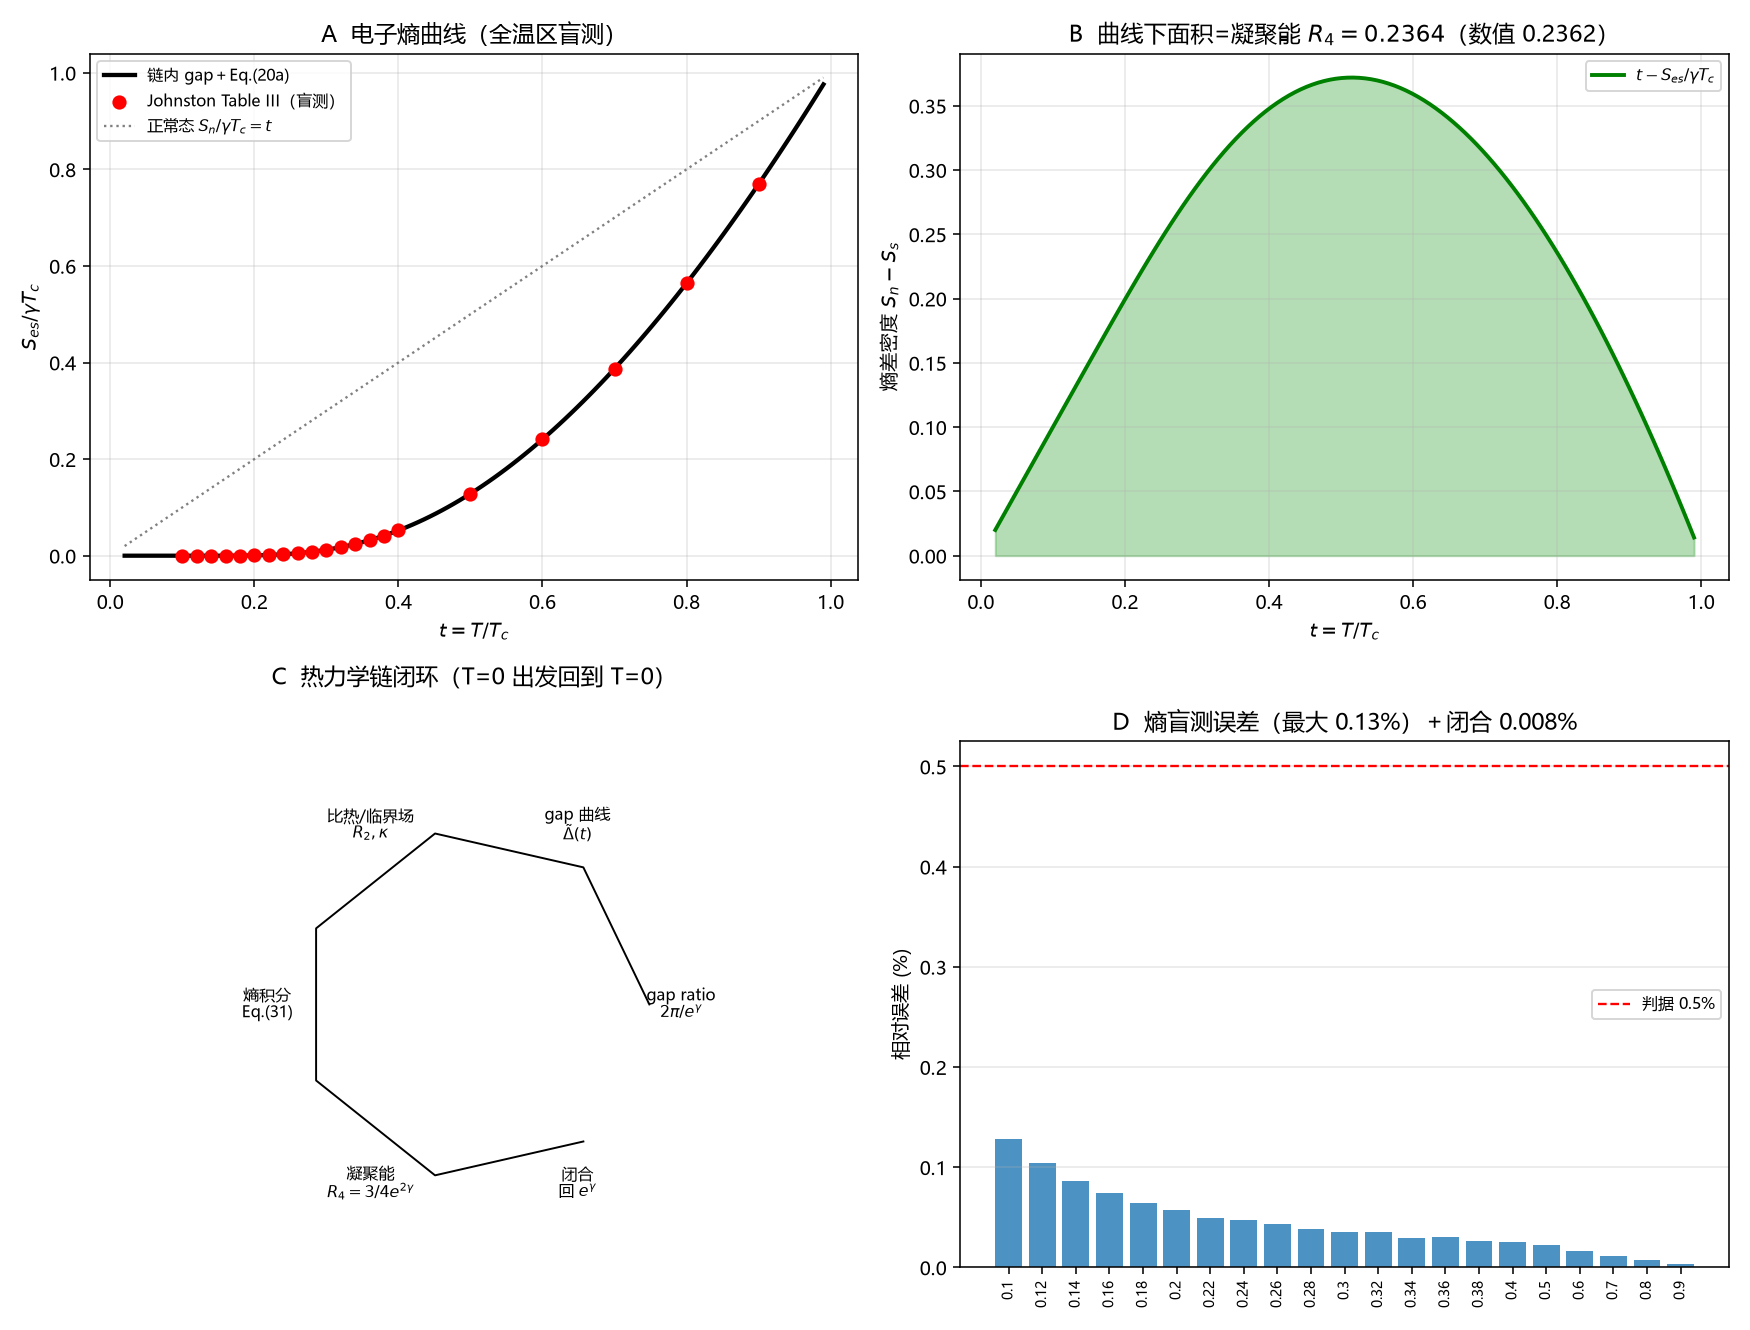 A 电子熵曲线（全温区盲测）
链内 gap + Eq.(20a)
Johnston Table III（盲测）
正常态 Sₙ/γT_c = t
1.0
0.8
0.6
0.4
0.2
0.0
S_es/γT_c
0.0 0.2 0.4 0.6 0.8 1.0
t = T/T_c
B 曲线下面积=凝聚能 R₄ = 0.2364（数值 0.2362）
t − S_es/γT_c
0.35
0.30
0.25
0.20
0.15
0.10
0.05
0.00
熵差密度 Sₙ − Sₛ
0.0 0.2 0.4 0.6 0.8 1.0
t = T/T_c
C 热力学链闭环（T=0 出发回到 T=0）
比热/临界场
R₂, κ
gap 曲线
Δ̃(t)
熵积分
Eq.(31)
gap ratio
2π/e^γ
凝聚能
R₄ = 3/4e^2γ
闭合
回 e^γ
D 熵盲测误差（最大 0.13%）+ 闭合 0.008%
0.5
0.4
0.3
0.2
0.1
0.0
相对误差 (%)
判据 0.5%
0.1 0.12 0.14 0.16 0.18 0.2 0.22 0.24 0.26 0.28 0.3 0.32 0.34 0.36 0.38 0.4 0.5 0.6 0.7 0.8 0.9